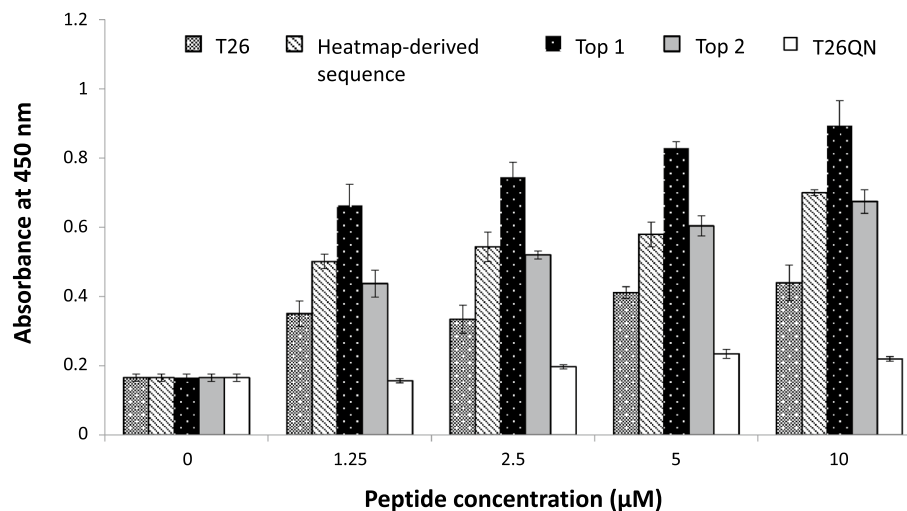 1.2
T26
Heatmap-derived
sequence
Top 1
Top 2
T26QN
1
0.8
0.6
0.4
0.2
0
Absorbance at 450 nm
0 1.25 2.5 5 10
Peptide concentration (μM)